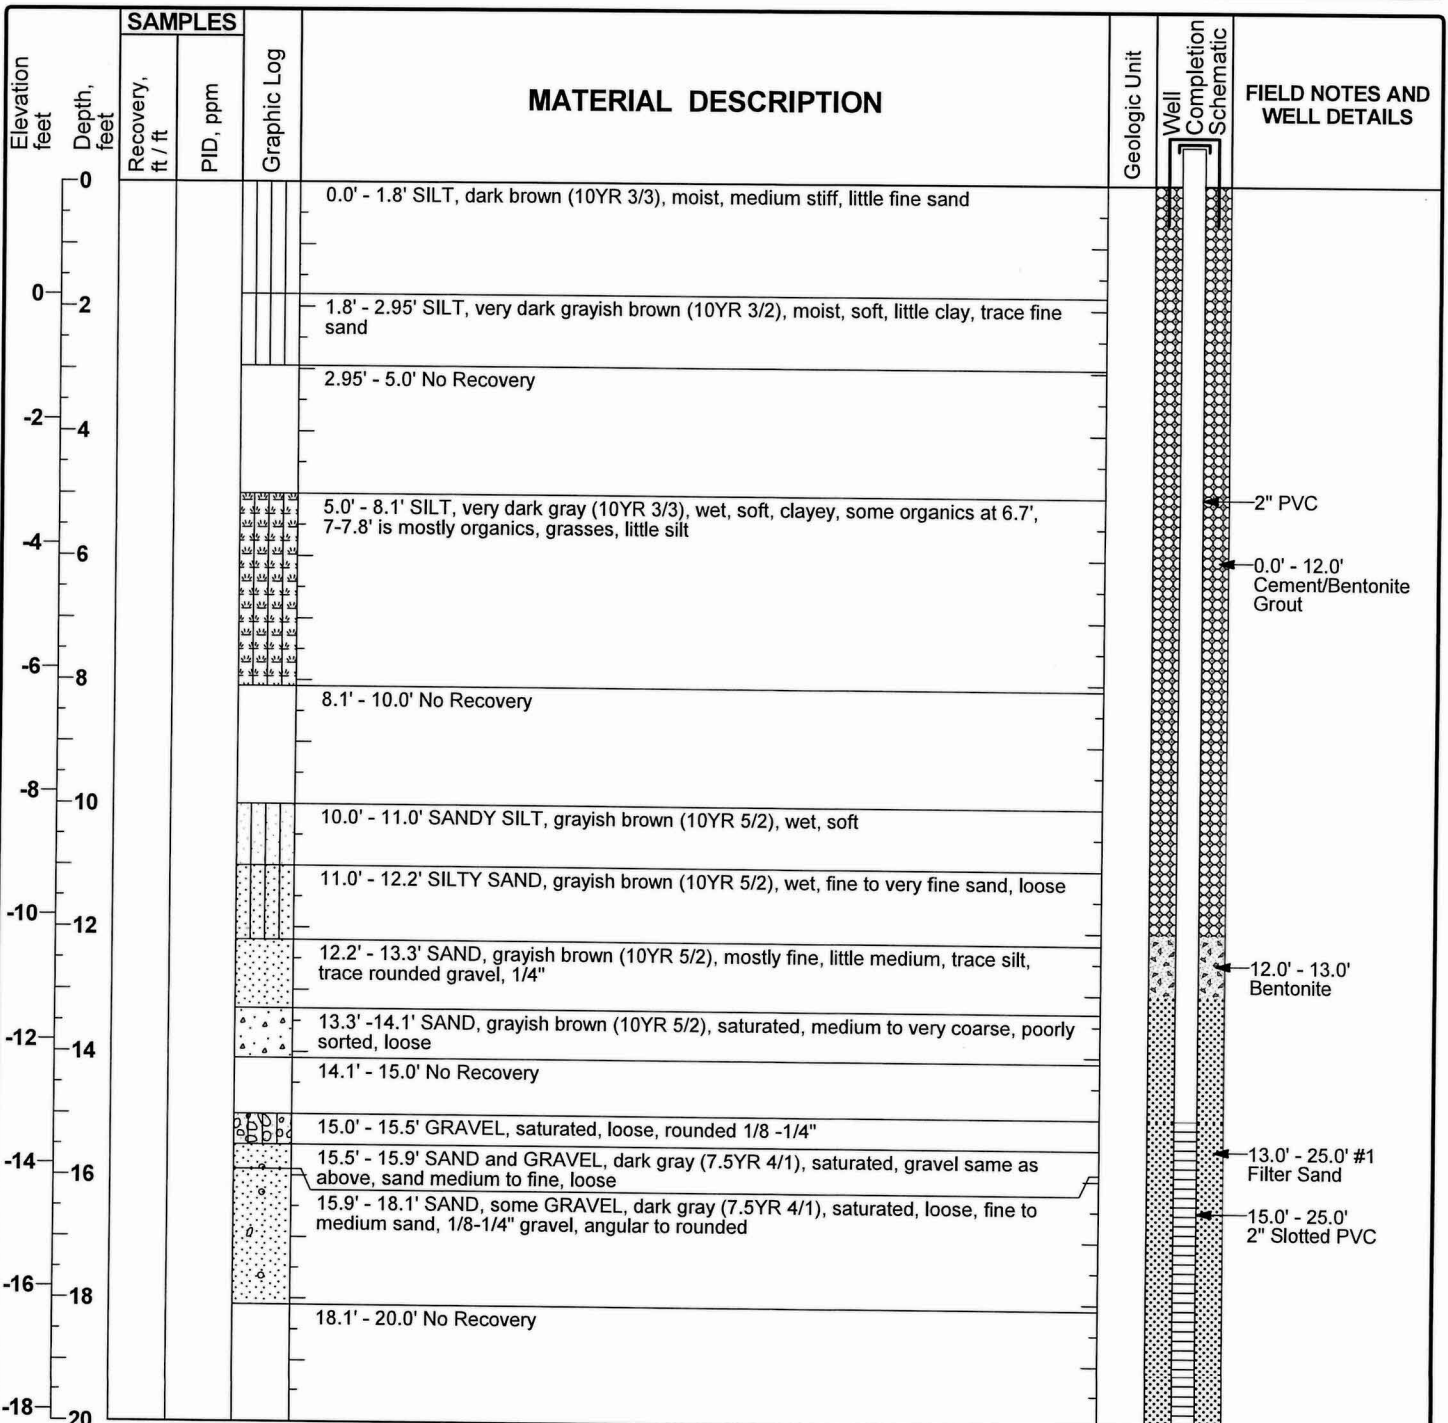 SAMPLES
Elevation
feet
Depth,
feet
Recovery,
ft / ft
PID, ppm
Graphic Log
MATERIAL DESCRIPTION
Geologic Unit
Well
Completion
Schematic
FIELD NOTES AND
WELL DETAILS
0
0.0' - 1.8' SILT, dark brown (10YR 3/3), moist, medium stiff, little fine sand
0
2
1.8' - 2.95' SILT, very dark grayish brown (10YR 3/2), moist, soft, little clay, trace fine
sand
2.95' - 5.0' No Recovery
-2
4
5.0' - 8.1' SILT, very dark gray (10YR 3/3), wet, soft, clayey, some organics at 6.7',
7-7.8' is mostly organics, grasses, little silt
2" PVC
-4
6
0.0' - 12.0'
Cement/Bentonite
Grout
-6
8
8.1' - 10.0' No Recovery
-8
10
10.0' - 11.0' SANDY SILT, grayish brown (10YR 5/2), wet, soft
11.0' - 12.2' SILTY SAND, grayish brown (10YR 5/2), wet, fine to very fine sand, loose
-10
12
12.2' - 13.3' SAND, grayish brown (10YR 5/2), mostly fine, little medium, trace silt,
trace rounded gravel, 1/4"
12.0' - 13.0'
Bentonite
13.3' -14.1' SAND, grayish brown (10YR 5/2), saturated, medium to very coarse, poorly
sorted, loose
-12
14
14.1' - 15.0' No Recovery
15.0' - 15.5' GRAVEL, saturated, loose, rounded 1/8 -1/4"
-14
16
15.5' - 15.9' SAND and GRAVEL, dark gray (7.5YR 4/1), saturated, gravel same as
above, sand medium to fine, loose
13.0' - 25.0' #1
Filter Sand
15.9' - 18.1' SAND, some GRAVEL, dark gray (7.5YR 4/1), saturated, loose, fine to
medium sand, 1/8-1/4" gravel, angular to rounded
15.0' - 25.0'
2" Slotted PVC
-16
18
18.1' - 20.0' No Recovery
-18
20